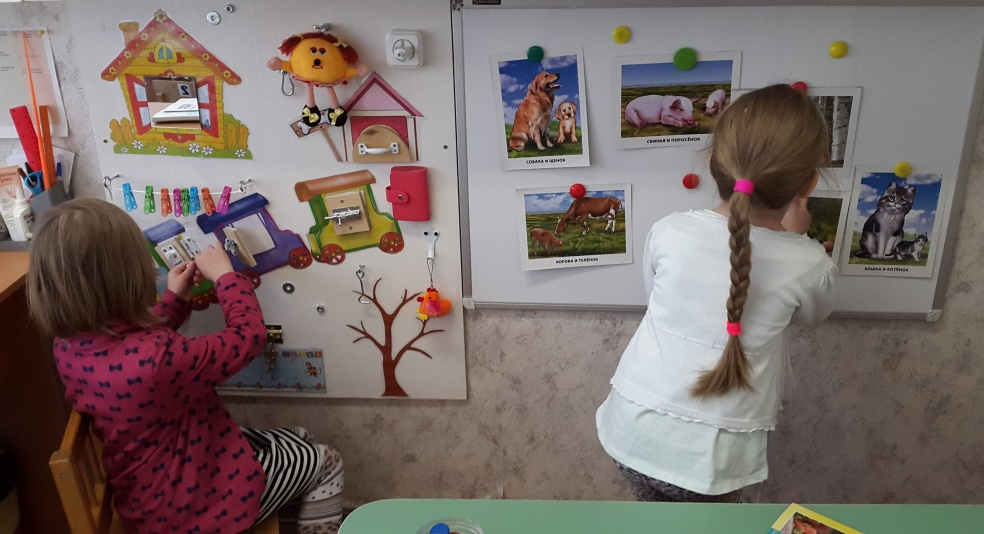 СОБАКА И ЩЕНОК
СВИНЬЯ И ПОРОСЁНОК
КОРОВА И ТЕЛЁНОК
КОШКА И КОТЁНОК